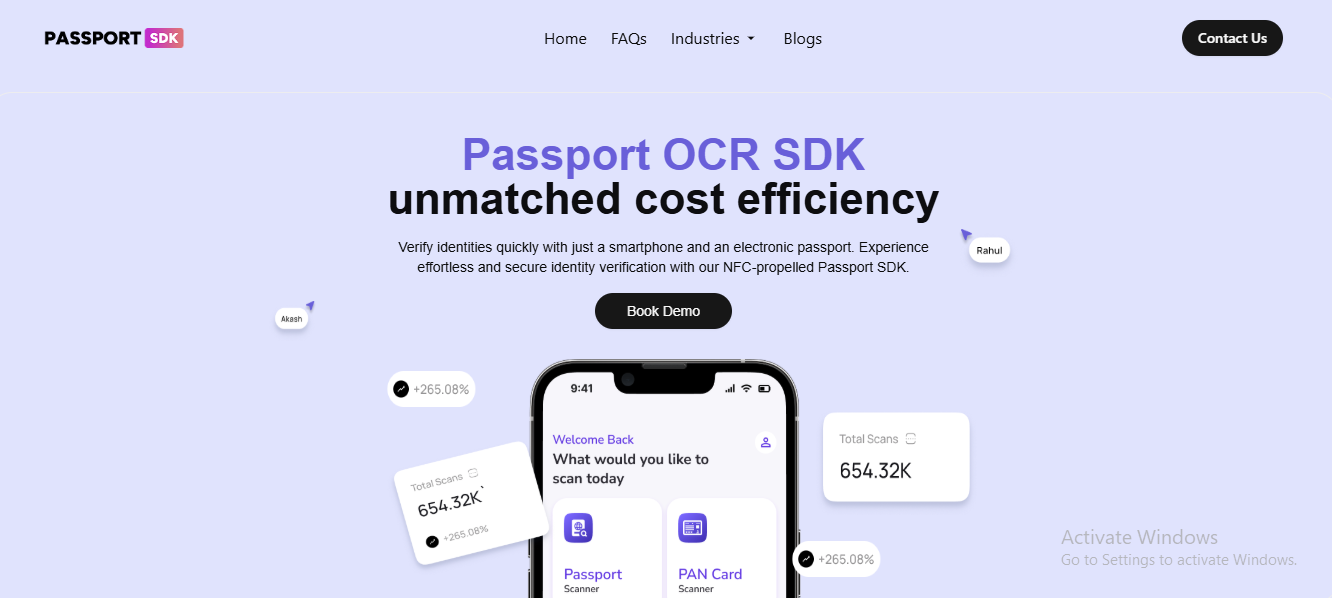 PASSPORT SDK
Home
FAQs
Industries
Blogs
Contact Us
Passport OCR SDK
unmatched cost efficiency
Verify identities quickly with just a smartphone and an electronic passport. Experience
effortless and secure identity verification with our NFC-propelled Passport SDK.
Rahul
Book Demo
Akash
+265.08%
9:41
Welcome Back
What would you like to
scan today
Total Scans
654.32K
Total Scans
654.32K`
+265.08%
+265.08%
Passport
Scanner
PAN Card
Scanner
Activate Windows
Go to Settings to activate Windows.